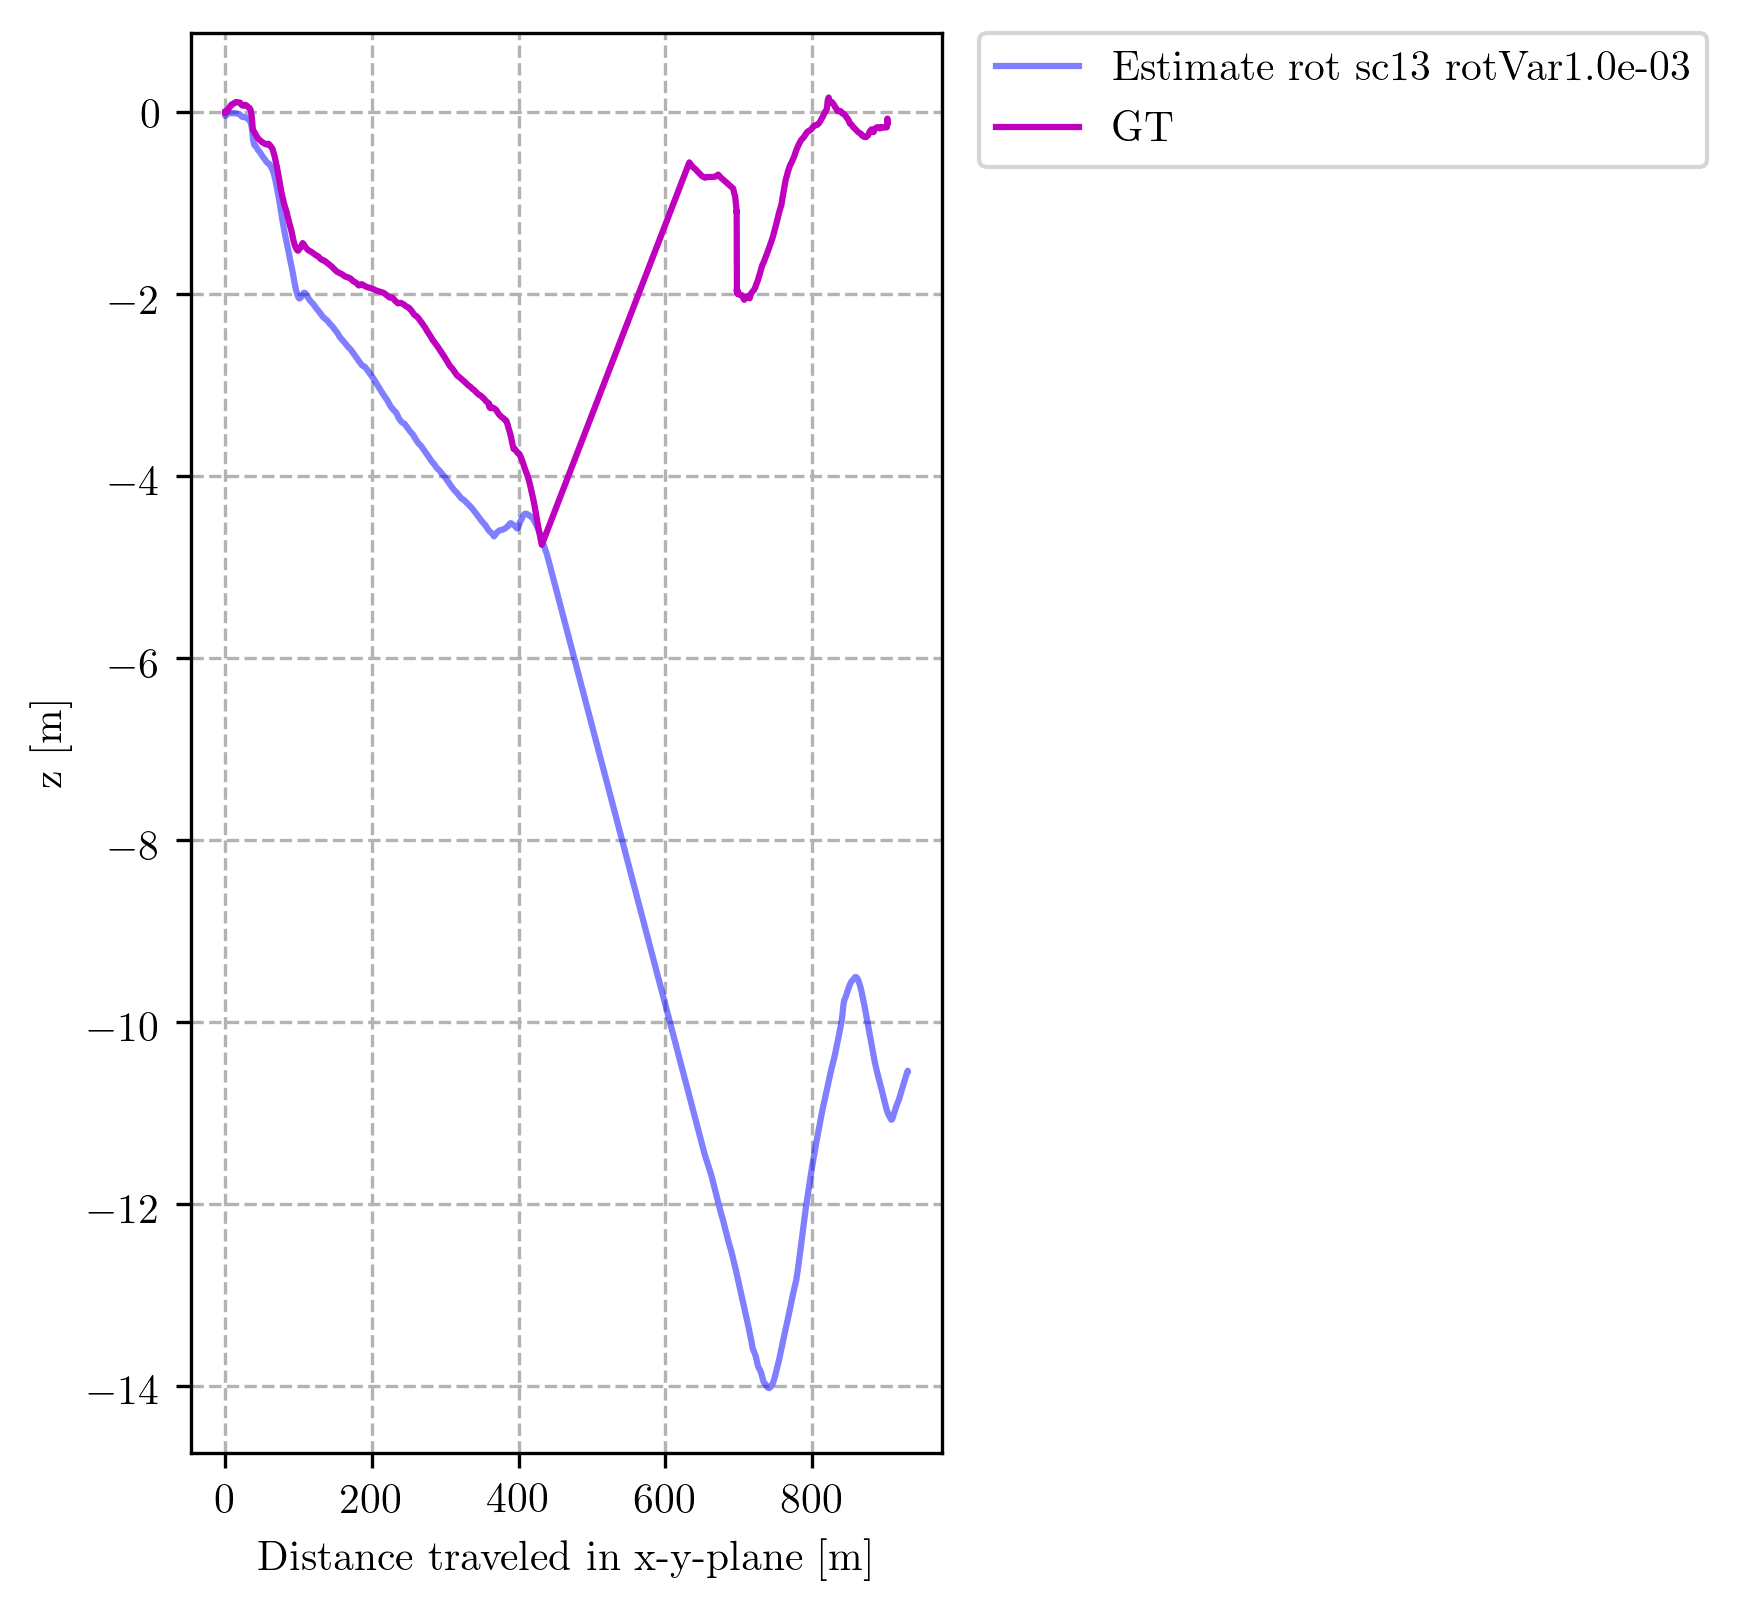 Estimate rot sc13 rotVar1.0e-03
GT
0
−2
−4
−6
−8
−10
−12
−14
z [m]
0 200 400 600 800
Distance traveled in x-y-plane [m]